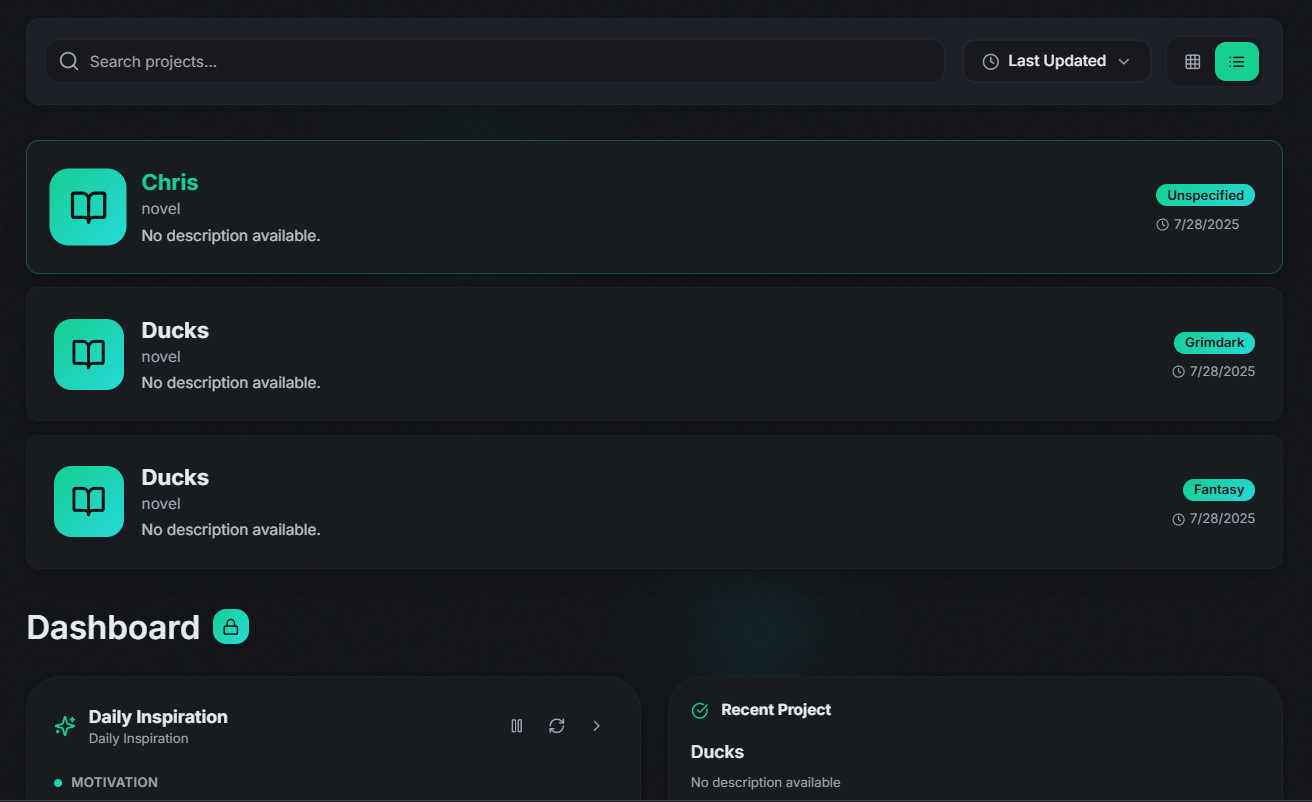 Search projects...
Last Updated
Chris
novel
No description available.
Unspecified
7/28/2025
Ducks
novel
No description available.
Grimdark
7/28/2025
Ducks
novel
No description available.
Fantasy
7/28/2025
Dashboard
Daily Inspiration
Daily Inspiration
MOTIVATION
Recent Project
Ducks
No description available